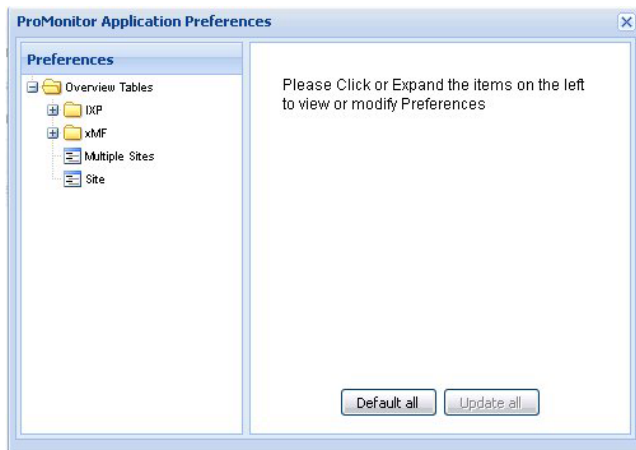 ProMonitor Application Preferences
Preferences
Overview Tables
IXP
xMF
Multiple Sites
Site
Please Click or Expand the items on the left
to view or modify Preferences
Default all
Update all